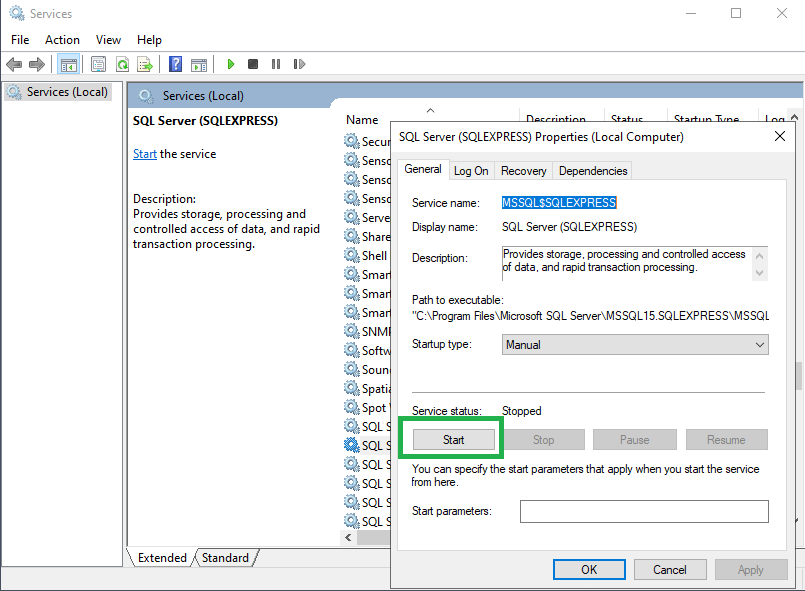 Services
File Action View Help
Services (Local)
Services (Local)
SQL Server (SQLEXPRESS)
Start the service
Description:
Provides storage, processing and
controlled access of data, and rapid
transaction processing.
Name Description Status Startup Type Log
Secur
Senso
Senso
Senso
Serve
Share
Shell
Smar
Smar
Smar
SNM
Softw
Soun
Spatia
Spot
SQL S
SQL S
SQL S
SQL S
SQL S
SQL S
Extended Standard
SQL Server (SQLEXPRESS) Properties (Local Computer)
General Log On Recovery Dependencies
Service name: MSSQL$SQLEXPRESS
Display name: SQL Server (SQLEXPRESS)
Description: Provides storage, processing and controlled access
of data, and rapid transaction processing.
Path to executable:
"C:\Program Files\Microsoft SQL Server\MSSQL15.SQLEXPRESS\MSSQL
Startup type: Manual
Service status: Stopped
Start Stop Pause Resume
You can specify the start parameters that apply when you start the service
from here.
Start parameters:
OK Cancel Apply